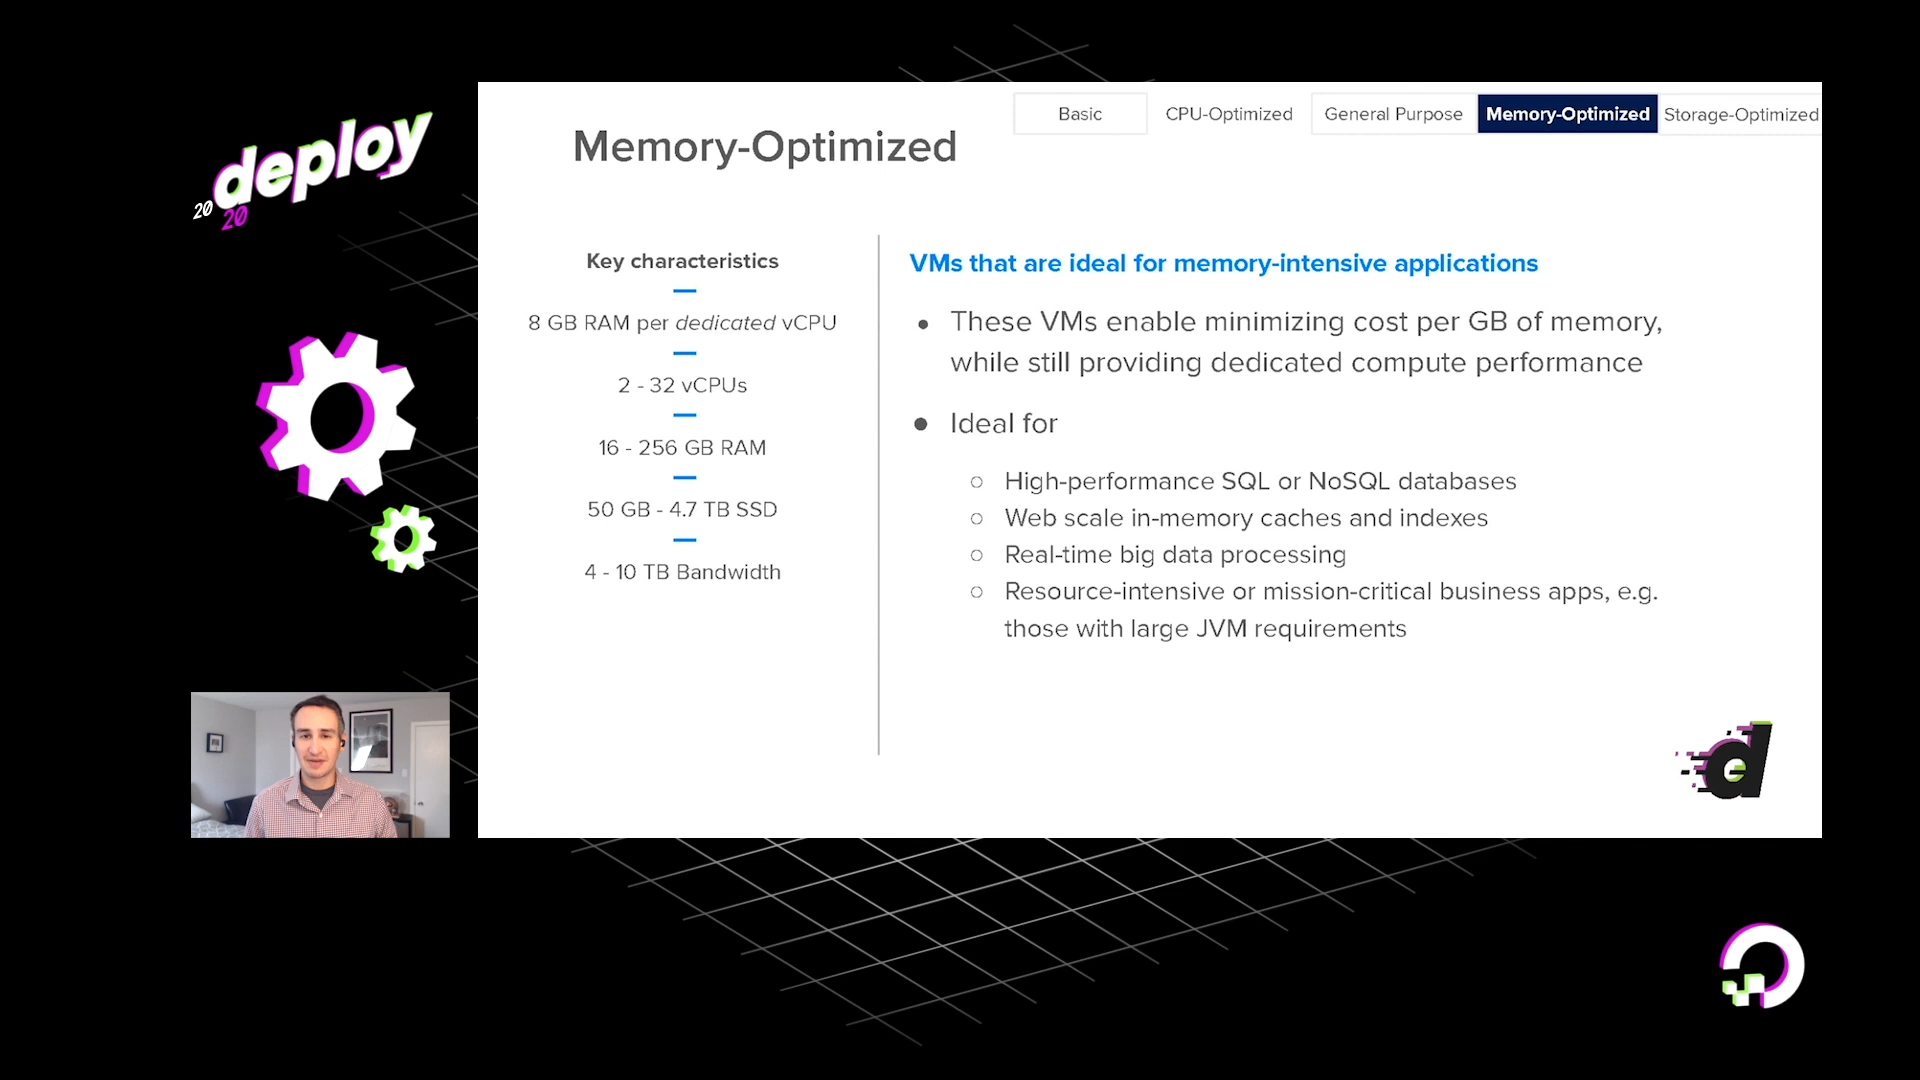 deploy
20
20
Basic
CPU-Optimized
General Purpose
Memory-Optimized
Storage-Optimized
Memory-Optimized
Key characteristics
8 GB RAM per dedicated vCPU
2 - 32 vCPUs
16 - 256 GB RAM
50 GB - 4.7 TB SSD
4 - 10 TB Bandwidth
VMs that are ideal for memory-intensive applications
● These VMs enable minimizing cost per GB of memory,
while still providing dedicated compute performance
● Ideal for
○ High-performance SQL or NoSQL databases
○ Web scale in-memory caches and indexes
○ Real-time big data processing
○ Resource-intensive or mission-critical business apps, e.g.
those with large JVM requirements
d